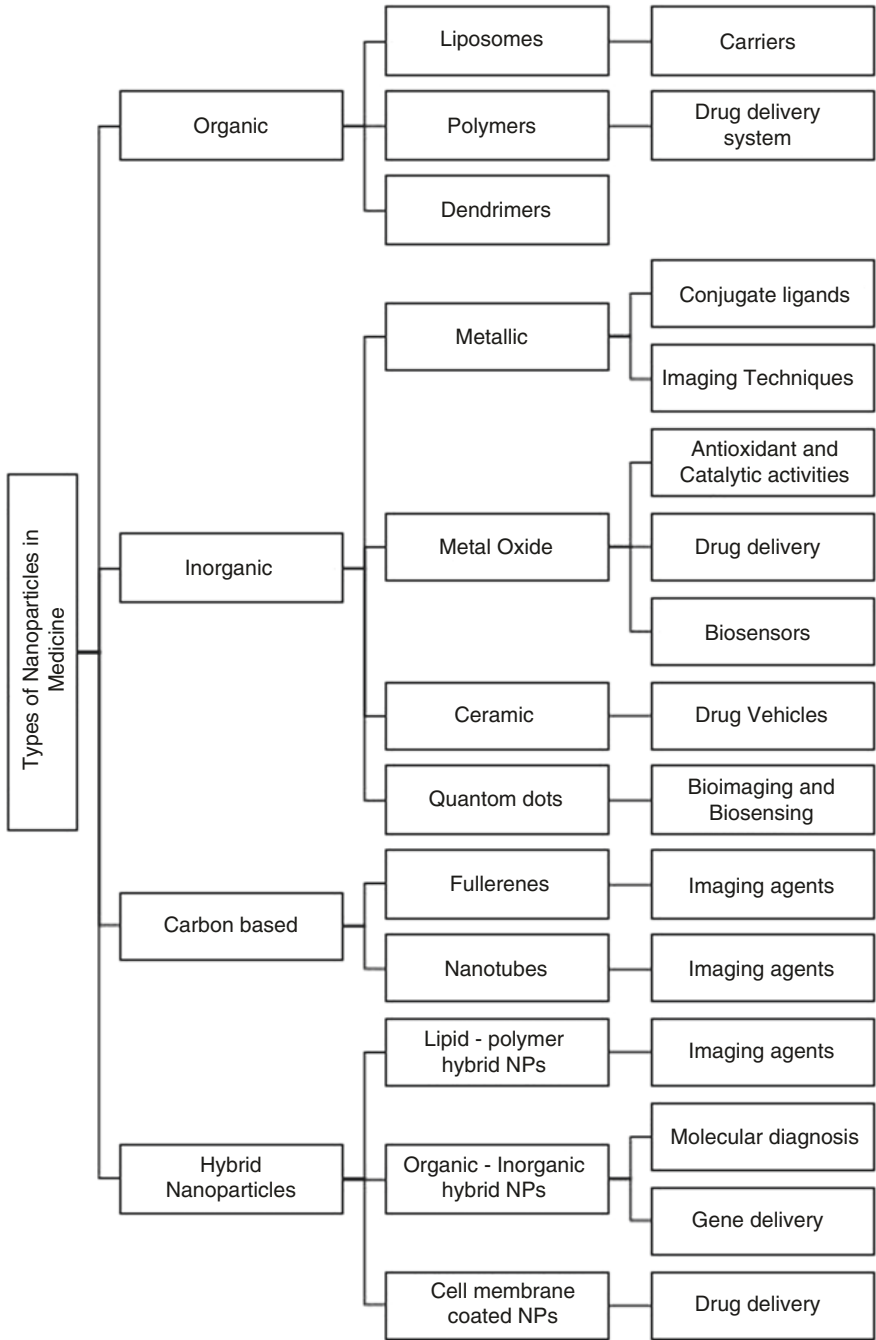 Types of Nanoparticles in
Medicine
Organic
Liposomes
Carriers
Polymers
Drug delivery
system
Dendrimers
Inorganic
Metallic
Conjugate ligands
Imaging Techniques
Metal Oxide
Antioxidant and
Catalytic activities
Drug delivery
Biosensors
Ceramic
Drug Vehicles
Quantom dots
Bioimaging and
Biosensing
Carbon based
Fullerenes
Imaging agents
Nanotubes
Imaging agents
Hybrid
Nanoparticles
Lipid - polymer
hybrid NPs
Imaging agents
Organic - Inorganic
hybrid NPs
Molecular diagnosis
Gene delivery
Cell membrane
coated NPs
Drug delivery